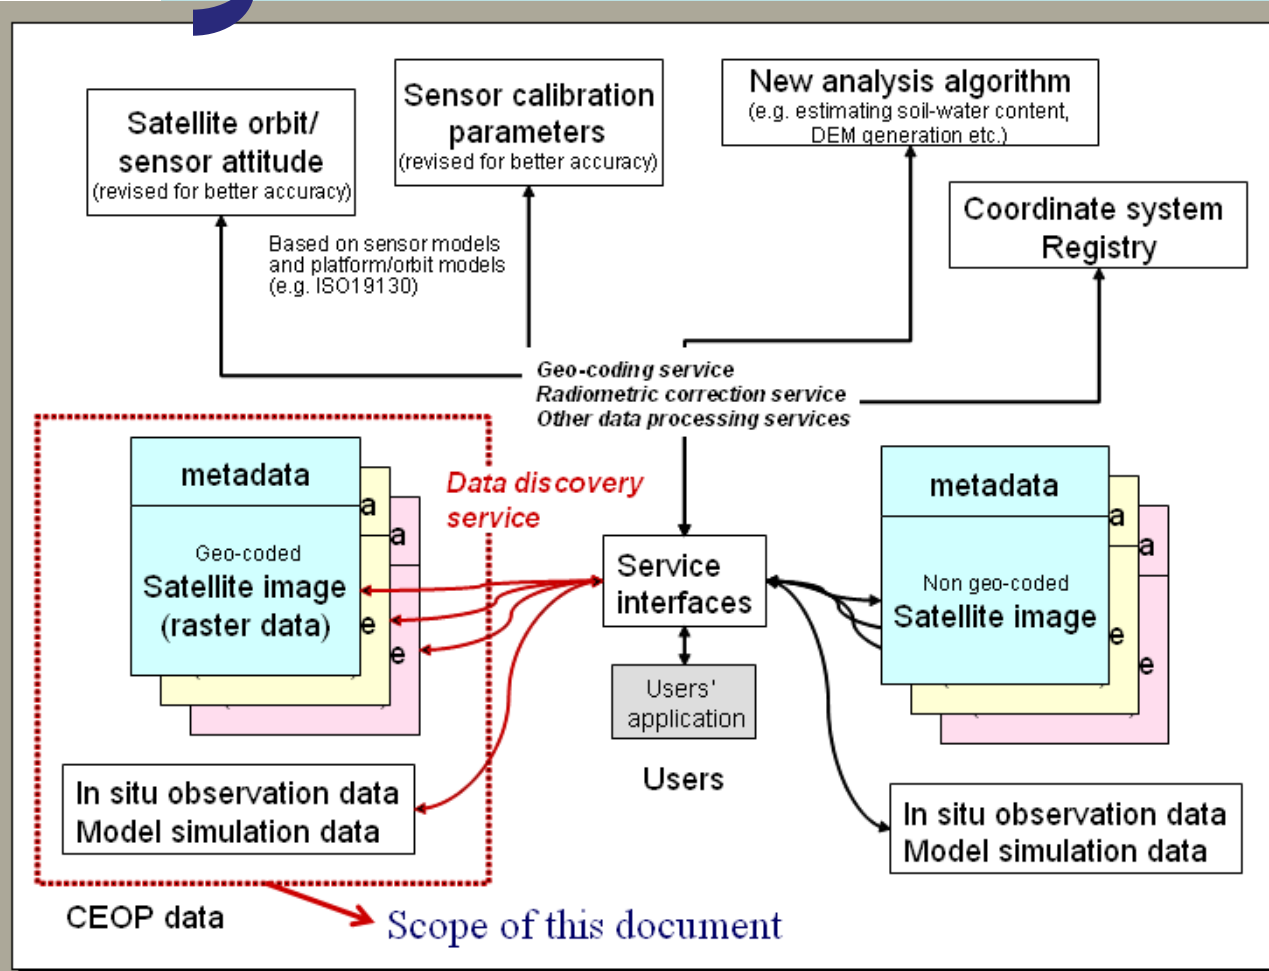 Satellite orbit/
sensor attitude
(revised for better accuracy)
Sensor calibration
parameters
(revised for better accuracy)
New analysis algorithm
(e.g. estimating soil-water content,
DEM generation etc.)
Coordinate system
Registry
Based on sensor models
and platform/orbit models
(e.g. ISO19130)
Geo-coding service
Radiometric correction service
Other data processing services
metadata
a
a
Geo-coded
Satellite image
(raster data)
e
e
Data discovery
service
Service
interfaces
Users'
application
Users
metadata
a
a
Non geo-coded
Satellite image
e
e
In situ observation data
Model simulation data
In situ observation data
Model simulation data
CEOP data
Scope of this document